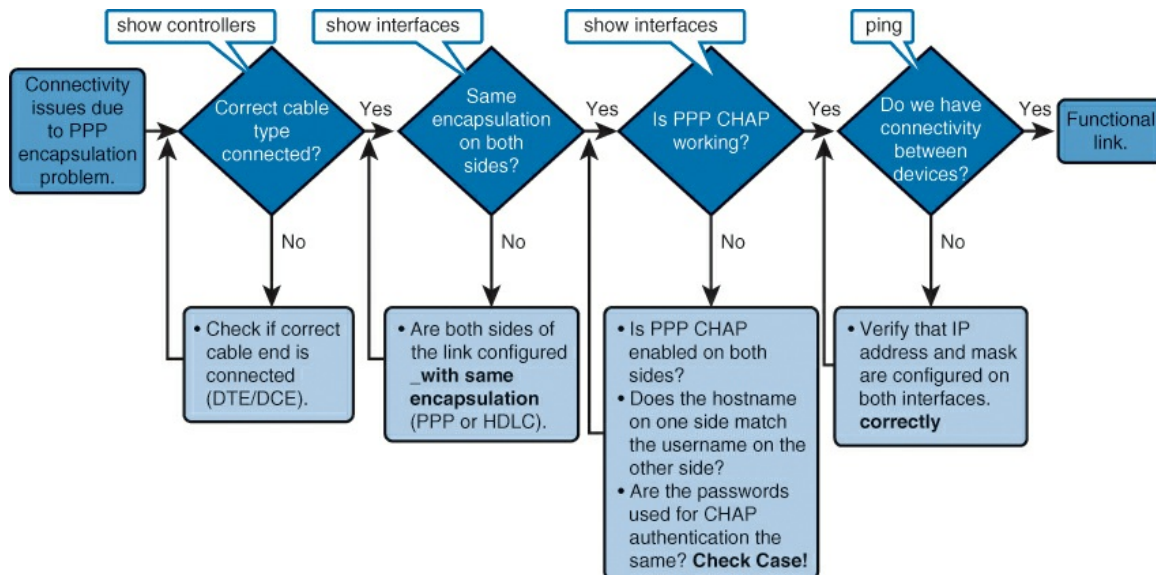 show controllers
show interfaces
show interfaces
ping
Connectivity
issues due
to PPP
encapsulation
problem.
Correct cable
type
connected?
Yes
Same
encapsulation
on both
sides?
Yes
Is PPP CHAP
working?
Yes
Do we have
connectivity
between
devices?
Yes
Functional
link.
No
No
No
No
• Check if correct
cable end is
connected
(DTE/DCE).
• Are both sides of
the link configured
_with same
encapsulation
(PPP or HDLC).
• Is PPP CHAP
enabled on both
sides?
• Does the hostname
on one side match
the username on the
other side?
• Are the passwords
used for CHAP
authentication the
same? Check Case!
• Verify that IP
address and mask
are configured on
both interfaces.
correctly